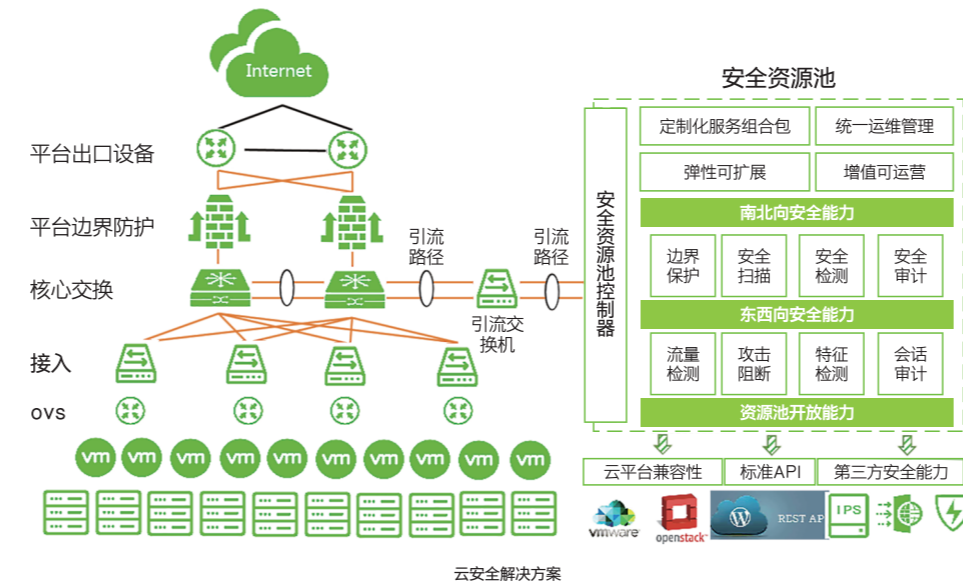 Internet
平台出口设备
平台边界防护
核心交换
接入
ovs
引流
路径
引流
路径
引流交
换机
vm vm vm vm vm vm vm vm vm vm
安全资源池
安全资源池控制器
定制化服务组合包 统一运维管理
弹性可扩展 增值可运营
南北向安全能力
边界 安全 安全 安全
保护 扫描 检测 审计
东西向安全能力
流量 攻击 特征 会话
检测 阻断 检测 审计
资源池开放能力
云平台兼容性 标准API 第三方安全能力
vmware openstack REST AP IPS
云安全解决方案